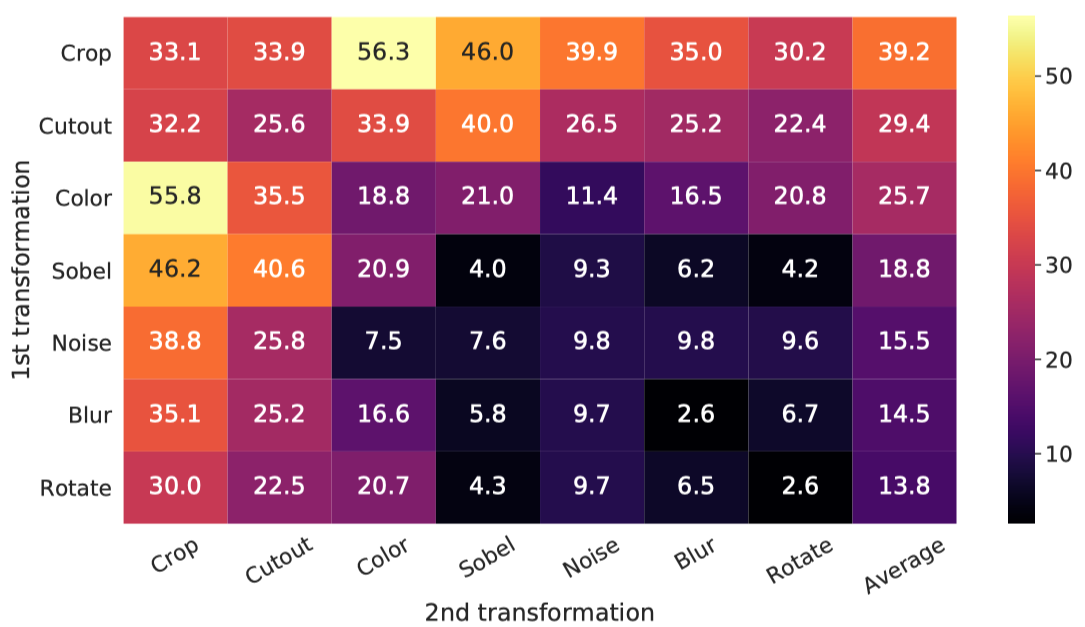 Crop 33.1 33.9 56.3 46.0 39.9 35.0 30.2 39.2
Cutout 32.2 25.6 33.9 40.0 26.5 25.2 22.4 29.4
Color 55.8 35.5 18.8 21.0 11.4 16.5 20.8 25.7
Sobel 46.2 40.6 20.9 4.0 9.3 6.2 4.2 18.8
Noise 38.8 25.8 7.5 7.6 9.8 9.8 9.6 15.5
Blur 35.1 25.2 16.6 5.8 9.7 2.6 6.7 14.5
Rotate 30.0 22.5 20.7 4.3 9.7 6.5 2.6 13.8
Crop Cutout Color Sobel Noise Blur Rotate Average
2nd transformation
1st transformation
50
40
30
20
10